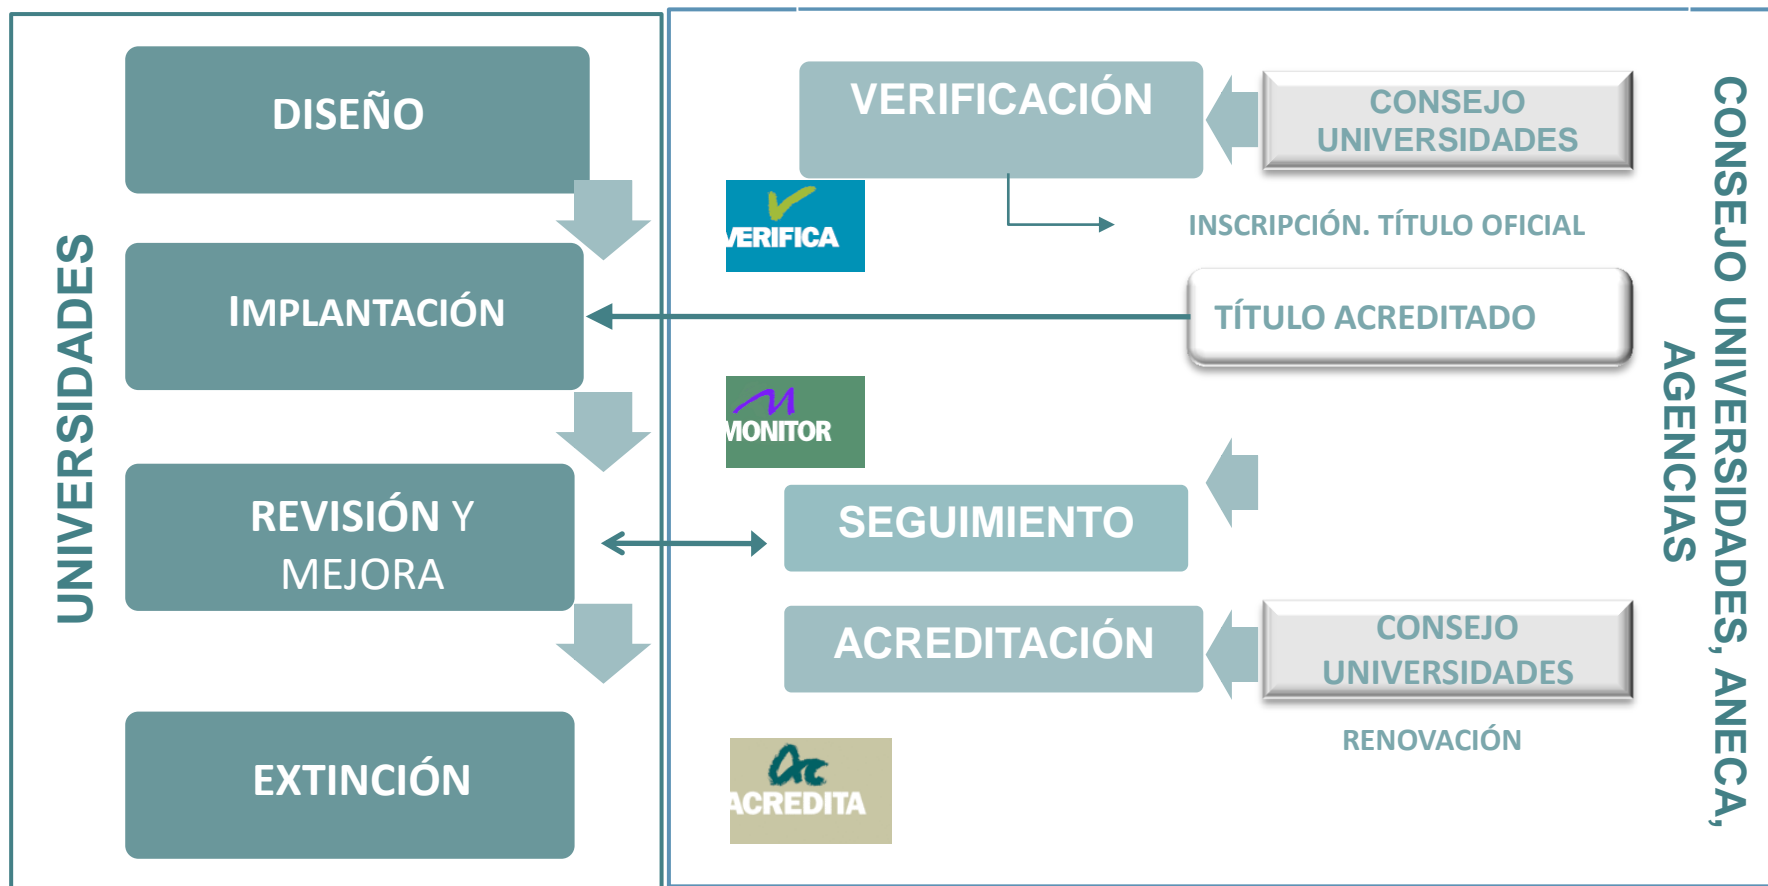 UNIVERSIDADES
DISEÑO
IMPLANTACIÓN
REVISIÓN Y
MEJORA
EXTINCIÓN
VERIFICACIÓN
CONSEJO
UNIVERSIDADES
VERIFICA
INSCRIPCIÓN. TÍTULO OFICIAL
TÍTULO ACREDITADO
MONITOR
SEGUIMIENTO
ACREDITACIÓN
CONSEJO
UNIVERSIDADES
RENOVACIÓN
ACREDITA
CONSEJO UNIVERSIDADES, ANECA,
AGENCIAS